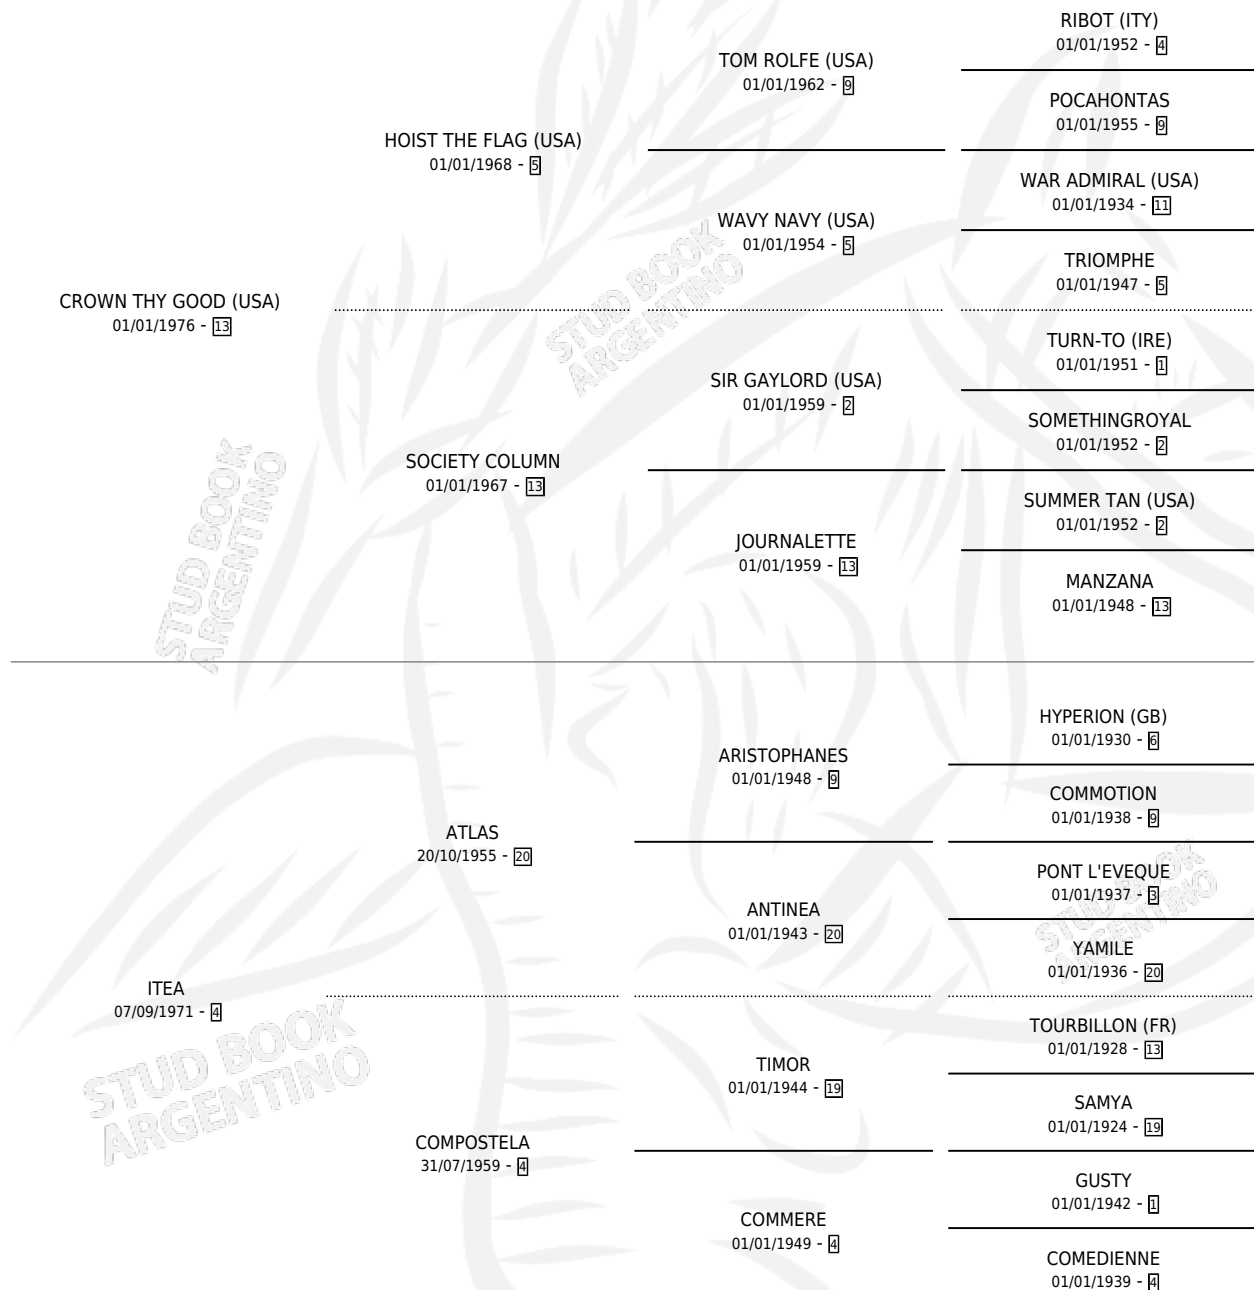 RIBOT (ITY)
01/01/1952 - 4
TOM ROLFE (USA)
01/01/1962 - 9
POCAHONTAS
01/01/1955 - 9
HOIST THE FLAG (USA)
01/01/1968 - 5
WAR ADMIRAL (USA)
01/01/1934 - 11
WAVY NAVY (USA)
01/01/1954 - 5
TRIOMPHE
01/01/1947 - 5
CROWN THY GOOD (USA)
01/01/1976 - 13
TURN-TO (IRE)
01/01/1951 - 1
SIR GAYLORD (USA)
01/01/1959 - 2
SOMETHINGROYAL
01/01/1952 - 2
SOCIETY COLUMN
01/01/1967 - 13
SUMMER TAN (USA)
01/01/1952 - 2
JOURNALETTE
01/01/1959 - 13
MANZANA
01/01/1948 - 13
HYPERION (GB)
01/01/1930 - 6
ARISTOPHANES
01/01/1948 - 9
COMMOTION
01/01/1938 - 9
ATLAS
20/10/1955 - 20
PONT L'EVEQUE
01/01/1937 - 3
ANTINEA
01/01/1943 - 20
YAMILE
01/01/1936 - 20
ITEA
07/09/1971 - 4
TOURBILLON (FR)
01/01/1928 - 13
TIMOR
01/01/1944 - 19
SAMYA
01/01/1924 - 19
COMPOSTELA
31/07/1959 - 4
GUSTY
01/01/1942 - 1
COMMERE
01/01/1949 - 4
COMEDIENNE
01/01/1939 - 4
STUD BOOK
ARGENTINO
STUD BOOK
ARGENTINO
STUD BOOK
ARGENTINO
STUD BOOK
ARGENTINO